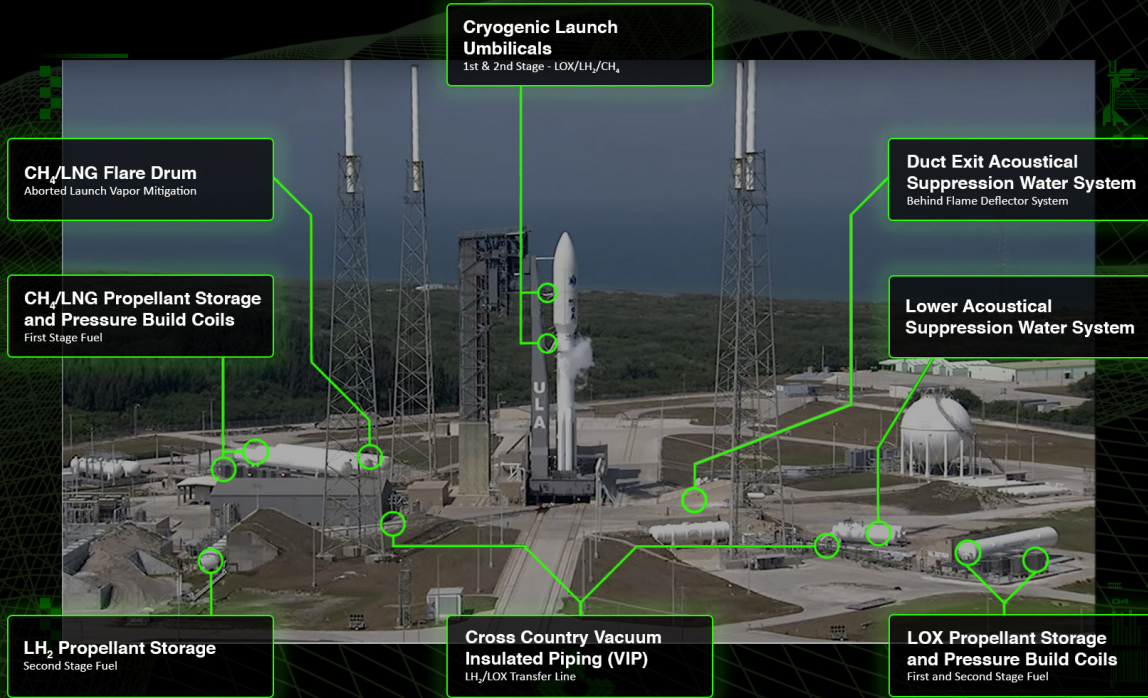 Cryogenic Launch
Umbilicals
1st & 2nd Stage - LOX/LH₂/CH₄
CH₄/LNG Flare Drum
Aborted Launch Vapor Mitigation
Duct Exit Acoustical
Suppression Water System
Behind Flame Deflector System
CH₄/LNG Propellant Storage
and Pressure Build Coils
First Stage Fuel
Lower Acoustical
Suppression Water System
ULA
LH₂ Propellant Storage
Second Stage Fuel
Cross Country Vacuum
Insulated Piping (VIP)
LH₂/LOX Transfer Line
LOX Propellant Storage
and Pressure Build Coils
First and Second Stage Fuel